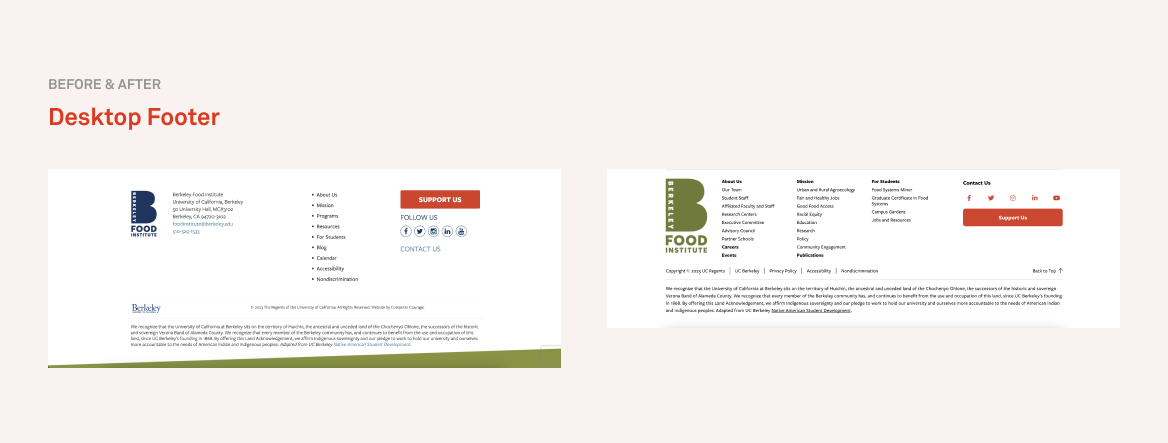 BEFORE & AFTER
Desktop Footer
BERKELEY
FOOD
INSTITUTE
Berkeley Food Institute
University of California, Berkeley
50 University Hall, MC#3102
Berkeley, CA 94720-3102
foodinstitute@berkeley.edu
510-529-1533
About Us
Mission
Programs
Resources
For Students
Blog
Calendar
Accessibility
Nondiscrimination
SUPPORT US
FOLLOW US
CONTACT US
Berkeley
© 2023 The Regents of the University of California. All Rights Reserved. Website by Computer Courage.
We recognize that the University of California at Berkeley sits on the territory of Huichin, the ancestral and unceded land of the Chochenyo Ohlone, the successors of the historic
and sovereign Verona Band of Alameda County. We recognize that every member of the Berkeley community has, and continues to benefit from the use and occupation of this
land, since UC Berkeley's founding in 1868. By offering this Land Acknowledgement, we affirm Indigenous sovereignty and our pledge to work to hold our university and ourselves
more accountable to the needs of American Indian and Indigenous peoples. Adapted from UC Berkeley Native American Student Development.
BERKELEY
FOOD
INSTITUTE
About Us
Our Team
Student Staff
Affiliated Faculty and Staff
Research Centers
Executive Committee
Advisory Council
Partner Schools
Careers
Events
Mission
Urban and Rural Agroecology
Fair and Healthy Jobs
Good Food Access
Racial Equity
Education
Research
Policy
Community Engagement
Publications
For Students
Food Systems Minor
Graduate Certificate in Food
Systems
Campus Gardens
Jobs and Resources
Contact Us
Support Us
Copyright © 2023 UC Regents | UC Berkeley | Privacy Policy | Accessibility | Nondiscrimination
Back to Top ↑
We recognize that the University of California at Berkeley sits on the territory of Huichin, the ancestral and unceded land of the Chochenyo Ohlone, the successors of the historic and sovereign
Verona Band of Alameda County. We recognize that every member of the Berkeley community has, and continues to benefit from the use and occupation of this land, since UC Berkeley's founding
in 1868. By offering this Land Acknowledgement, we affirm Indigenous sovereignty and our pledge to work to hold our university and ourselves more accountable to the needs of American Indian
and Indigenous peoples. Adapted from UC Berkeley Native American Student Development.